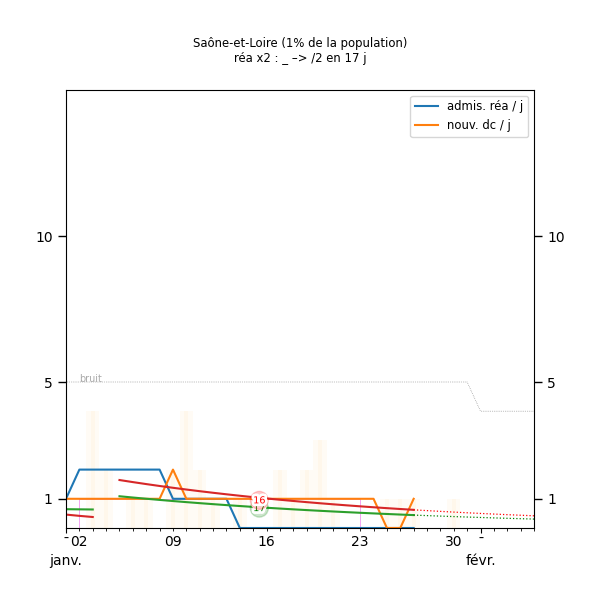 Saône-et-Loire (1% de la population)
réa x2 : _ –> /2 en 17 j
admis. réa / j
nouv. dc / j
10 10
bruit
5 5
16
17
1 1
02 09 16 23 30 -
janv. févr.